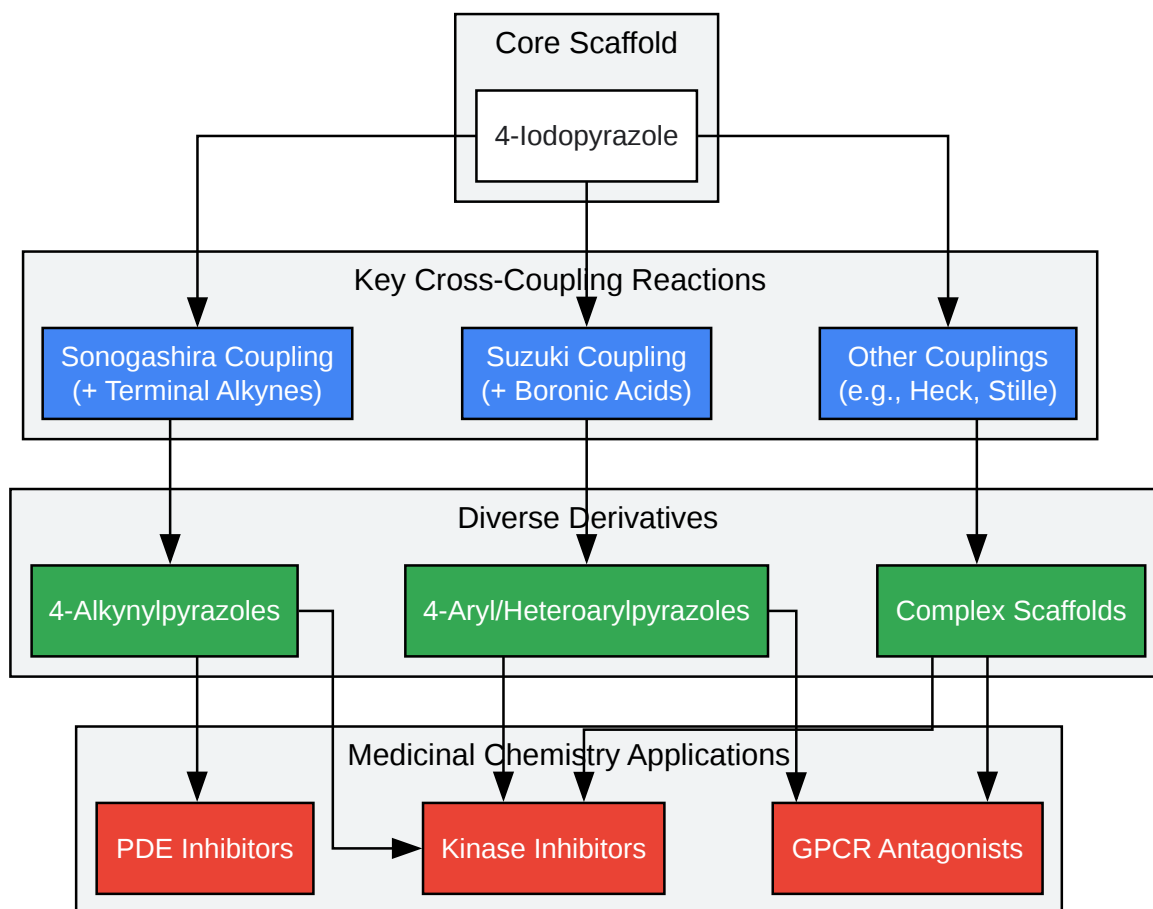 Core Scaffold
4-Iodopyrazole
Key Cross-Coupling Reactions
Sonogashira Coupling
(+ Terminal Alkynes)
Suzuki Coupling
(+ Boronic Acids)
Other Couplings
(e.g., Heck, Stille)
Diverse Derivatives
4-Alkynylpyrazoles
4-Aryl/Heteroarylpyrazoles
Complex Scaffolds
Medicinal Chemistry Applications
PDE Inhibitors
Kinase Inhibitors
GPCR Antagonists